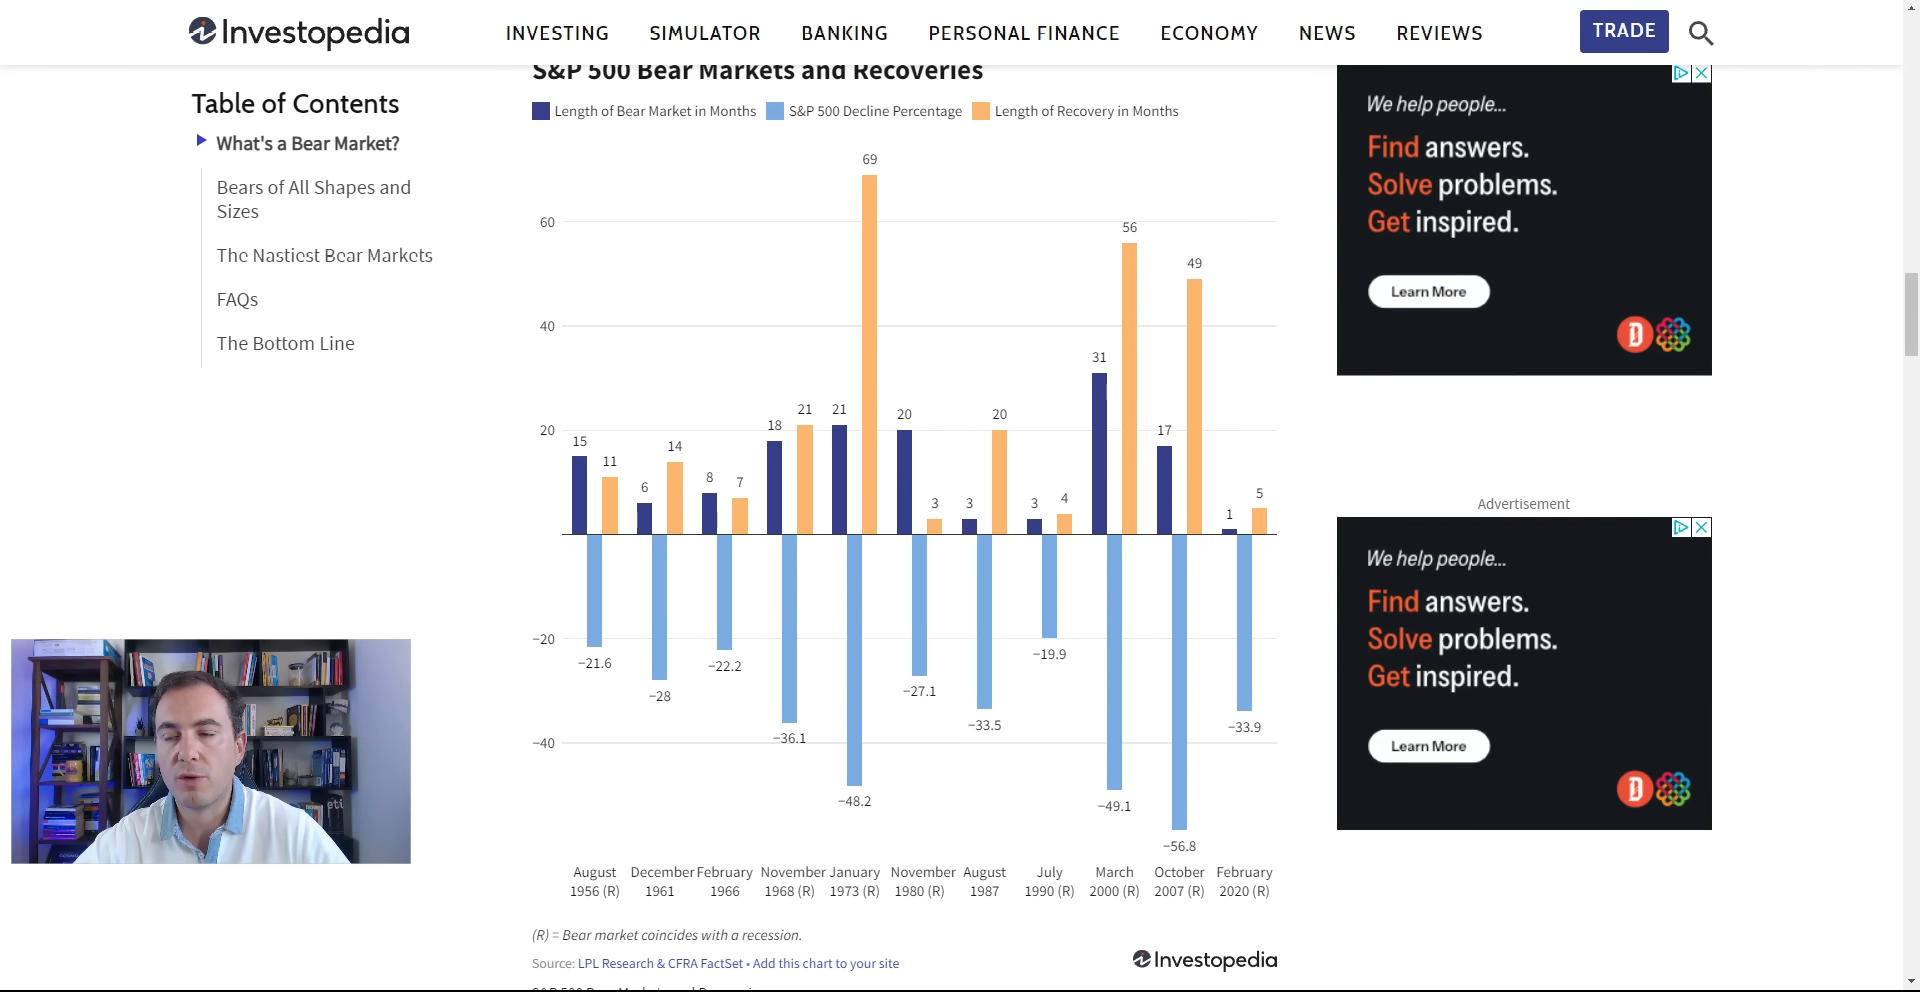 Investopedia
INVESTING
SIMULATOR
BANKING
PERSONAL FINANCE
ECONOMY
NEWS
REVIEWS
TRADE
Table of Contents
What's a Bear Market?
Bears of All Shapes and
Sizes
The Nastiest Bear Markets
FAQs
The Bottom Line
S&P 500 Bear Markets and Recoveries
Length of Bear Market in Months
S&P 500 Decline Percentage
Length of Recovery in Months
60
40
20
−20
−40
15
11
6
14
8
7
18
21
21
69
20
3
3
20
3
4
31
56
17
49
1
5
−21.6
−28
−22.2
−36.1
−48.2
−27.1
−33.5
−19.9
−49.1
−56.8
−33.9
August
1956 (R)
December
1961
February
1966
November
1968 (R)
January
1973 (R)
November
1980 (R)
August
1987
July
1990 (R)
March
2000 (R)
October
2007 (R)
February
2020 (R)
(R) = Bear market coincides with a recession.
Source: LPL Research & CFRA FactSet • Add this chart to your site
Investopedia
We help people...
Find answers.
Solve problems.
Get inspired.
Learn More
D
Advertisement
We help people...
Find answers.
Solve problems.
Get inspired.
Learn More
D